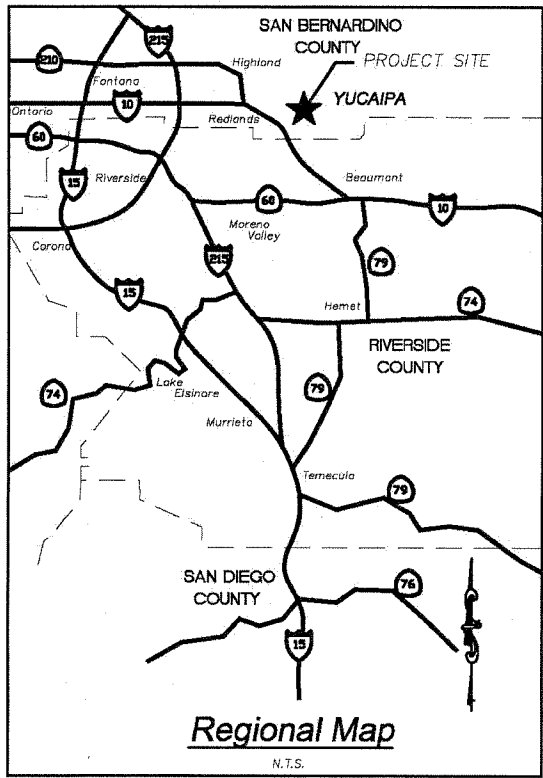 SAN BERNARDINO
COUNTY
215
210
Highland
PROJECT SITE
Fontana
10
YUCAIPA
Ontario
Redlands
60
15
Riverside
Beaumont
60
10
Moreno
Valley
Corona
215
79
15
Hemet
74
RIVERSIDE
COUNTY
74
Lake
Elsinore
79
Murrieta
Temecula
79
SAN DIEGO
COUNTY
76
15
Regional Map
N.T.S.